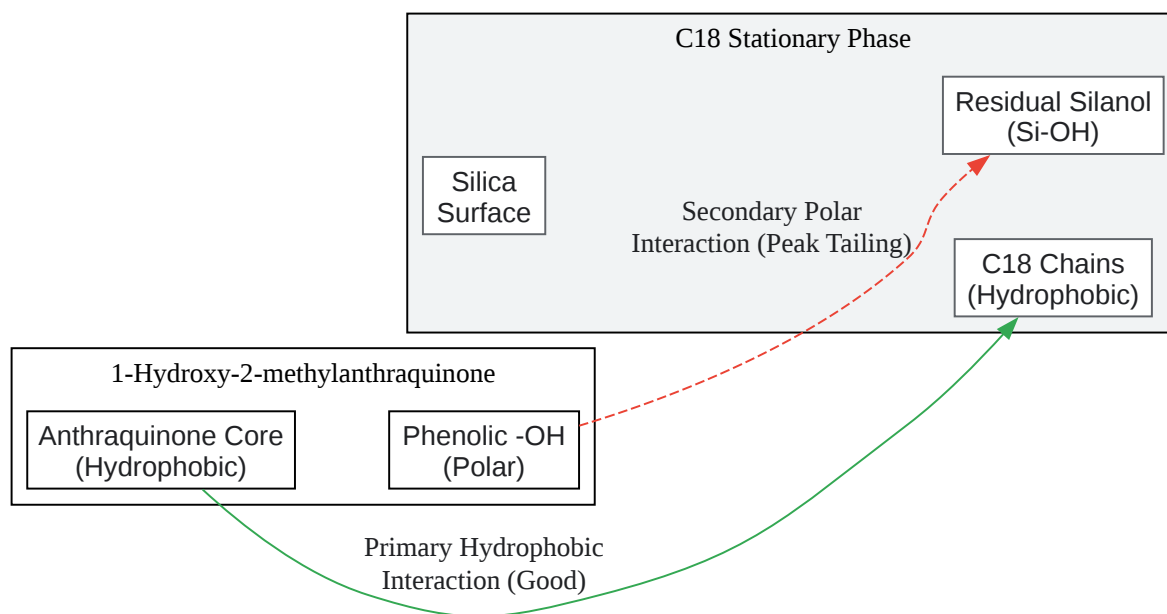 C18 Stationary Phase
Residual Silanol
(Si-OH)
Silica
Surface
Secondary Polar
Interaction (Peak Tailing)
C18 Chains
(Hydrophobic)
1-Hydroxy-2-methylanthraquinone
Anthraquinone Core
(Hydrophobic)
Phenolic -OH
(Polar)
Primary Hydrophobic
Interaction (Good)